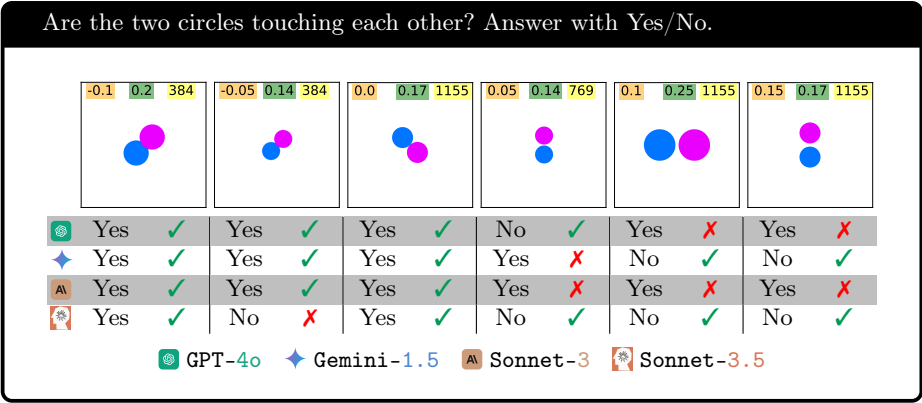 Are the two circles touching each other? Answer with Yes/No.
-0.1 0.2 384 -0.05 0.14 384 0.0 0.17 1155 0.05 0.14 769 0.1 0.25 1155 0.15 0.17 1155
Yes ✓ Yes ✓ Yes ✓ No ✓ Yes ✗ Yes ✗
Yes ✓ Yes ✓ Yes ✓ Yes ✗ No ✓ No ✓
A\ Yes ✓ Yes ✓ Yes ✓ Yes ✗ Yes ✗ Yes ✗
Yes ✓ No ✗ Yes ✓ No ✓ No ✓ No ✓
GPT-4o Gemini-1.5 A\ Sonnet-3 Sonnet-3.5